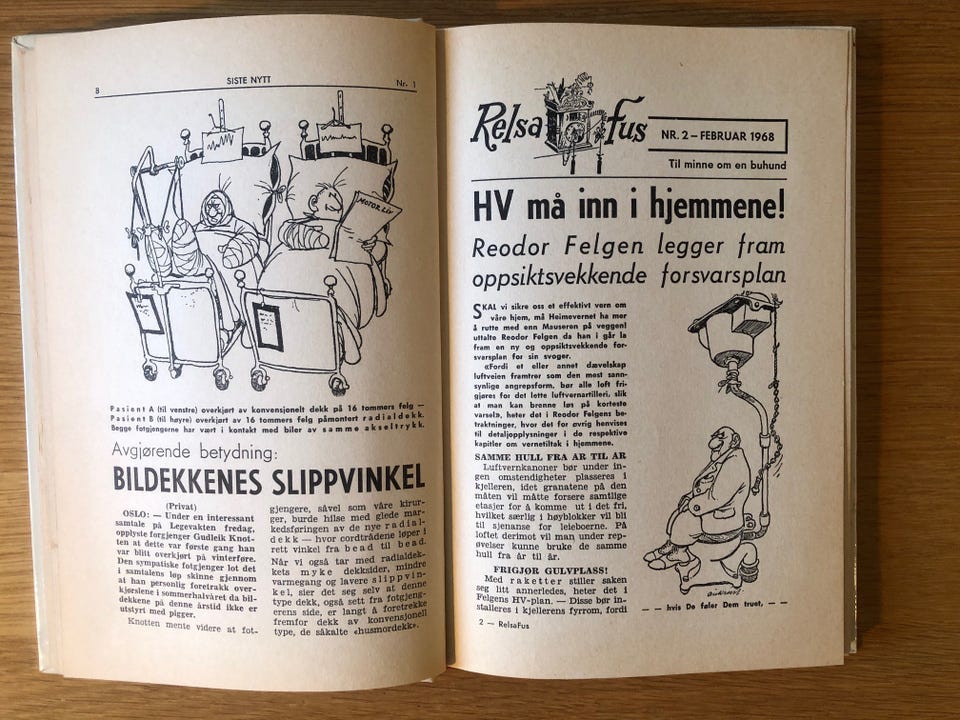 8
SISTE NYTT
Nr. 1
MOTOR LIV
Pasient A (til venstre) overkjørt av konvensjonelt dekk på 16 tommers felg —
Pasient B (til høyre) overkjørt av 16 tommers felg påmontert radialdekk.
Begge fotgjengerne har vært i kontakt med biler av samme akseltrykk.
Avgjørende betydning:
BILDEKKENES SLIPPVINKEL
(Privat)
OSLO: — Under en interessant
samtale på Legevakten fredag,
opplyste fotgjenger Gudleik Knot-
ten at dette var første gang han
var blitt overkjørt på vinterføre.
Den sympatiske fotgjenger lot det
i samtalens løp skinne gjennom
at han personlig foretrakk over-
kjørslene i sommerhalvåret da bil-
dekkene på denne årstid ikke er
utstyrt med pigger.
Knotten mente videre at fot-
gjengere, såvel som våre kirur-
ger, burde hilse med glede mar-
kedsføringen av de nye radial-
dekk — hvor cordtrådene løper i
rett vinkel fra bead til bead.
Når vi også tar med radialdek-
kets myke dekksider, mindre
varmegang og lavere slippvin-
kel, sier det seg selv at denne
type dekk, også sett fra fotgjeng-
erens side, er langt å foretrekke
fremfor dekk av konvensjonell
type, de såkalte «husmordekk».
Relsa Fus
NR. 2 – FEBRUAR 1968
Til minne om en buhund
HV må inn i hjemmene!
Reodor Felgen legger fram
oppsiktsvekkende forsvarsplan
SKAL vi sikre oss et effektivt vern om
våre hjem, må Heimevernet ha mer
å rutte med enn Mauseren på veggen!
uttalte Reodor Felgen da han i går la
fram en ny og oppsiktsvekkende for-
svarsplan for sin svoger.
«Fordi et eller annet dævelskap
luftveien framtrer som den mest sann-
synlige angrepsform, bør alle loft fri-
gjøres for det lette luftvernartilleri, slik
at man kan brenne løs på korteste
varsel», heter det i Reodor Felgens be-
traktninger, hvor det for øvrig henvises
til detaljopplysninger i de respektive
kapitler om vernetiltak i hjemmene.
SAMME HULL FRA ÅR TIL ÅR
Luftvernkanoner bør under in-
gen omstendigheter plasseres i
kjelleren, idet granatene på den
måten vil måtte forsere samtlige
etasjer for å komme ut i det fri,
hvilket særlig i høyblokker vil bli
til sjenanse for leieboerne. På
loftet derimot vil man under rep-
øvelser kunne bruke de samme
hull fra år til år.
FRIGJØR GULVPLASS!
Med raketter stiller saken
seg litt annerledes, heter det i
Felgens HV-plan. — Disse bør in-
stalleres i kjellerens fyrrom, fordi
— — hvis De føler Dem truet, — —
2 — RelsaFus